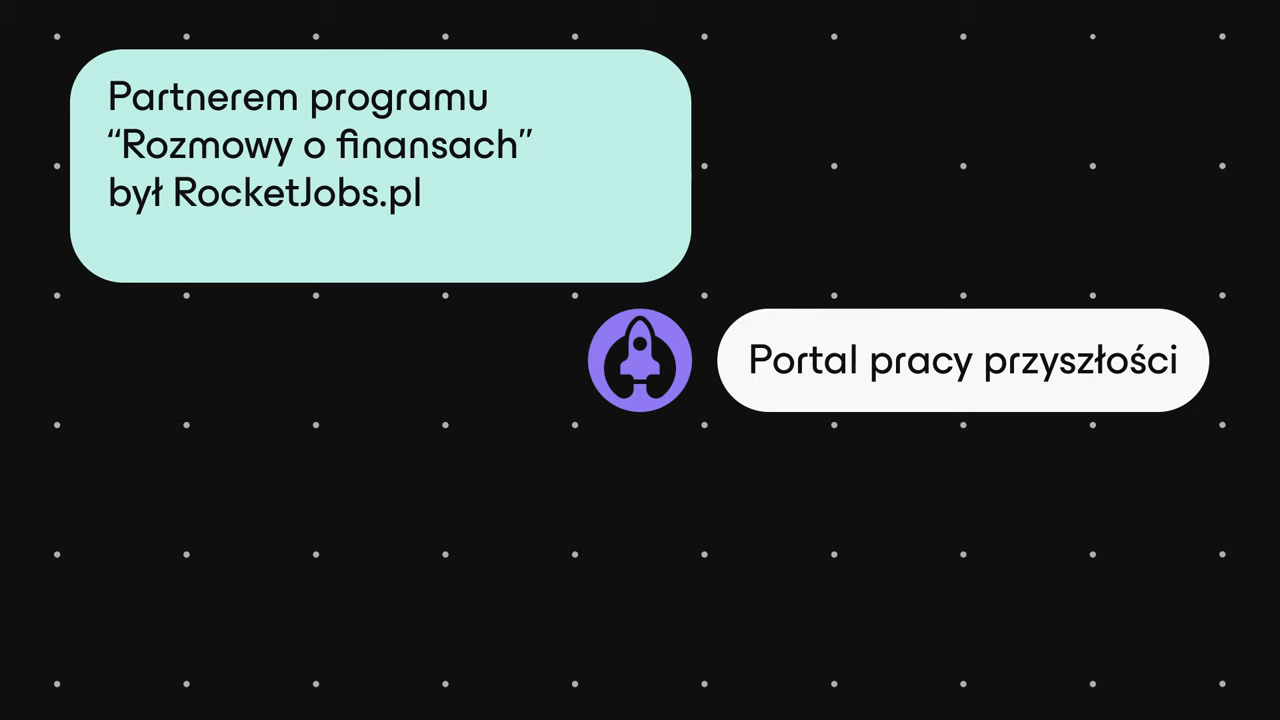 Partnerem programu
“Rozmowy o finansach”
był RocketJobs.pl
Portal pracy przyszłości